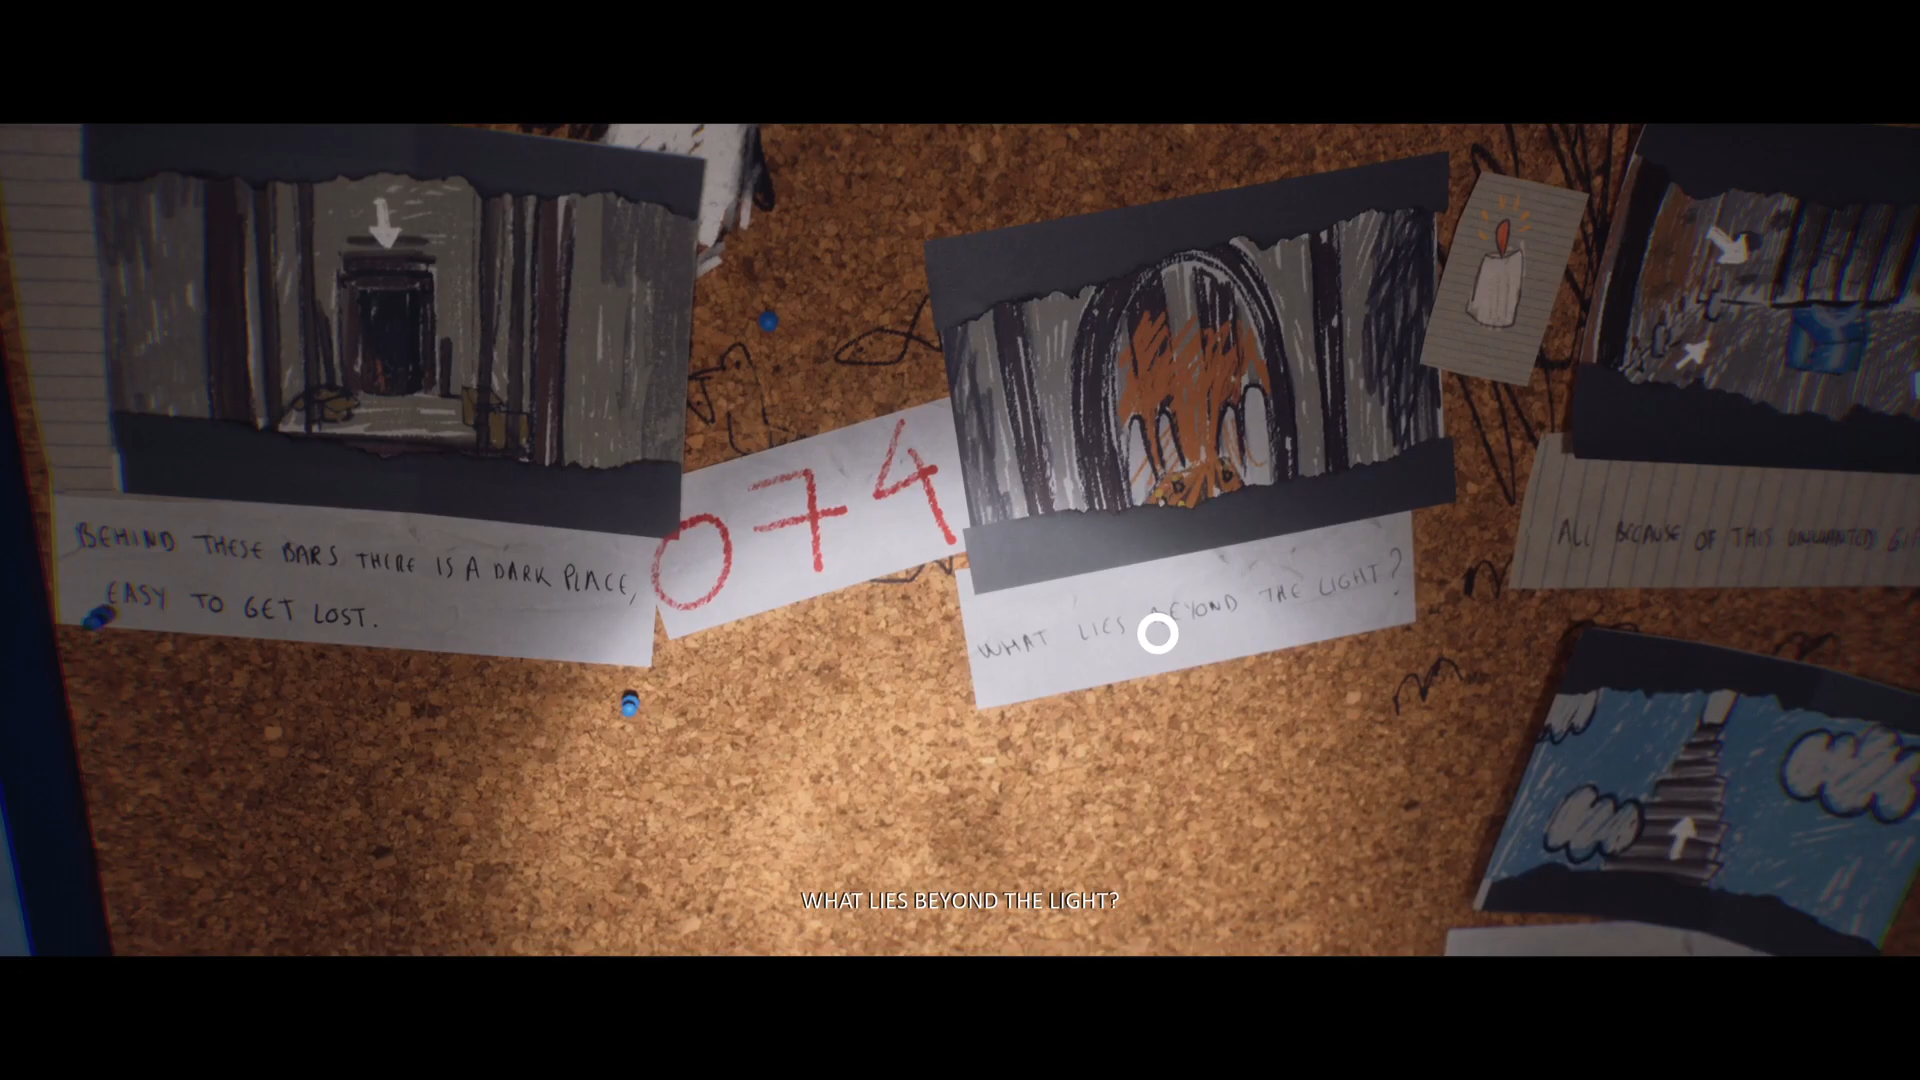 BEHIND THESE BARS THERE IS A DARK PLACE,
EASY TO GET LOST.
074
WHAT LIES BEYOND THE LIGHT?
ALL BECAUSE OF THIS UNWANTED
WHAT LIES BEYOND THE LIGHT?